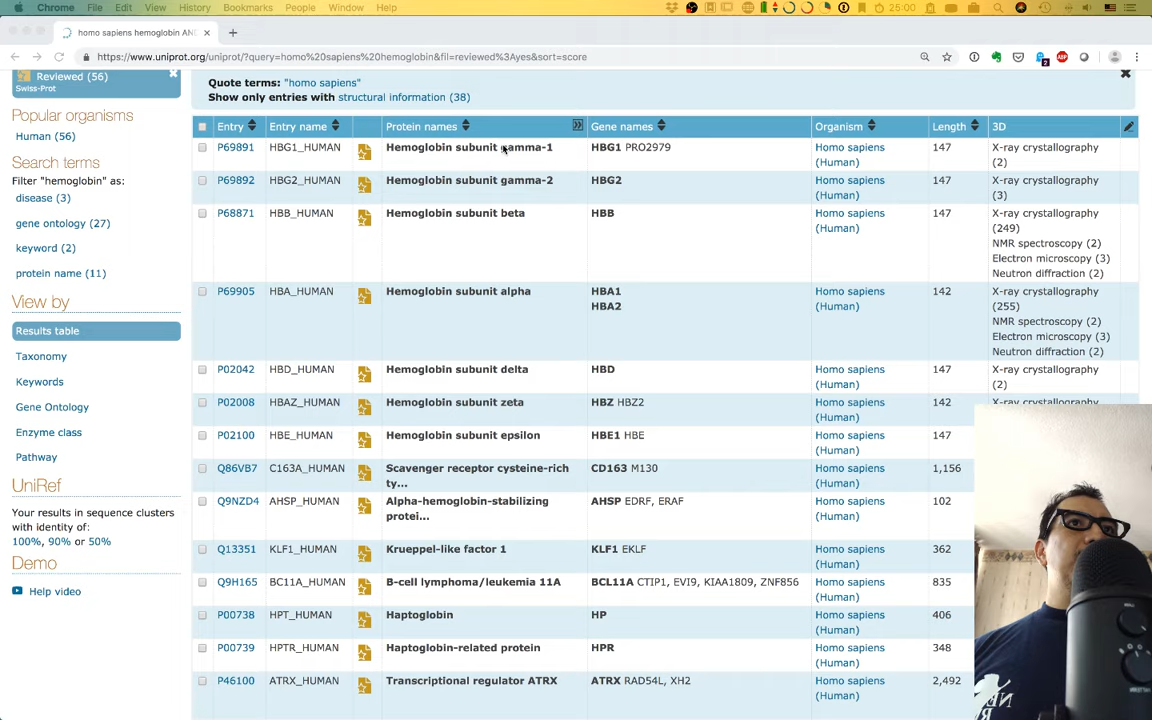 Chrome File Edit View History Bookmarks People Window Help 25:00
homo sapiens hemoglobin AN
https://www.uniprot.org/uniprot/?query=homo%20sapiens%20hemoglobin&fil=reviewed%3Ayes&sort=score
Reviewed (56)
Swiss-Prot
Popular organisms
Human (56)
Search terms
Filter "hemoglobin" as:
disease (3)
gene ontology (27)
keyword (2)
protein name (11)
View by
Results table
Taxonomy
Keywords
Gene Ontology
Enzyme class
Pathway
UniRef
Your results in sequence clusters
with identity of:
100%, 90% or 50%
Demo
Help video
Quote terms: "homo sapiens"
Show only entries with structural information (38)
Entry Entry name Protein names Gene names Organism Length 3D
P69891 HBG1_HUMAN Hemoglobin subunit gamma-1 HBG1 PRO2979 Homo sapiens 147 X-ray crystallography
(Human) (2)
P69892 HBG2_HUMAN Hemoglobin subunit gamma-2 HBG2 Homo sapiens 147 X-ray crystallography
(Human) (3)
P68871 HBB_HUMAN Hemoglobin subunit beta HBB Homo sapiens 147 X-ray crystallography
(Human) (249)
NMR spectroscopy (2)
Electron microscopy (3)
Neutron diffraction (2)
P69905 HBA_HUMAN Hemoglobin subunit alpha HBA1 Homo sapiens 142 X-ray crystallography
HBA2 (Human) (255)
NMR spectroscopy (2)
Electron microscopy (3)
Neutron diffraction (2)
P02042 HBD_HUMAN Hemoglobin subunit delta HBD Homo sapiens 147 X-ray crystallography
(Human) (2)
P02008 HBAZ_HUMAN Hemoglobin subunit zeta HBZ HBZ2 Homo sapiens 142 X-ray crystallography
(Human)
P02100 HBE_HUMAN Hemoglobin subunit epsilon HBE1 HBE Homo sapiens 147
(Human)
Q86VB7 C163A_HUMAN Scavenger receptor cysteine-rich CD163 M130 Homo sapiens 1,156
ty... (Human)
Q9NZD4 AHSP_HUMAN Alpha-hemoglobin-stabilizing AHSP EDRF, ERAF Homo sapiens 102
protei... (Human)
Q13351 KLF1_HUMAN Krueppel-like factor 1 KLF1 EKLF Homo sapiens 362
(Human)
Q9H165 BC11A_HUMAN B-cell lymphoma/leukemia 11A BCL11A CTIP1, EVI9, KIAA1809, ZNF856 Homo sapiens 835
(Human)
P00738 HPT_HUMAN Haptoglobin HP Homo sapiens 406
(Human)
P00739 HPTR_HUMAN Haptoglobin-related protein HPR Homo sapiens 348
(Human)
P46100 ATRX_HUMAN Transcriptional regulator ATRX ATRX RAD54L, XH2 Homo sapiens 2,492
(Human)